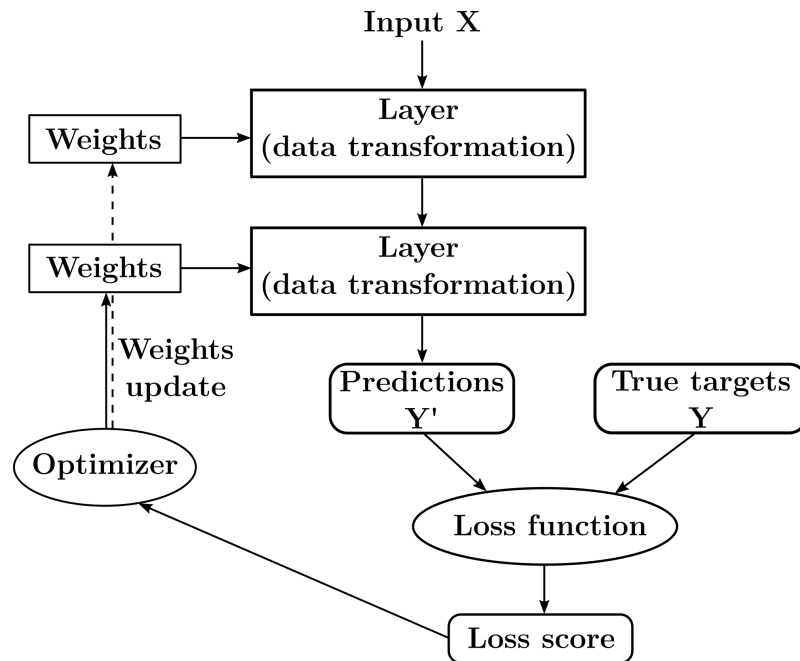 Input X
Layer
(data transformation)
Weights
Layer
(data transformation)
Weights
Weights
update
Predictions
Y'
True targets
Y
Optimizer
Loss function
Loss score